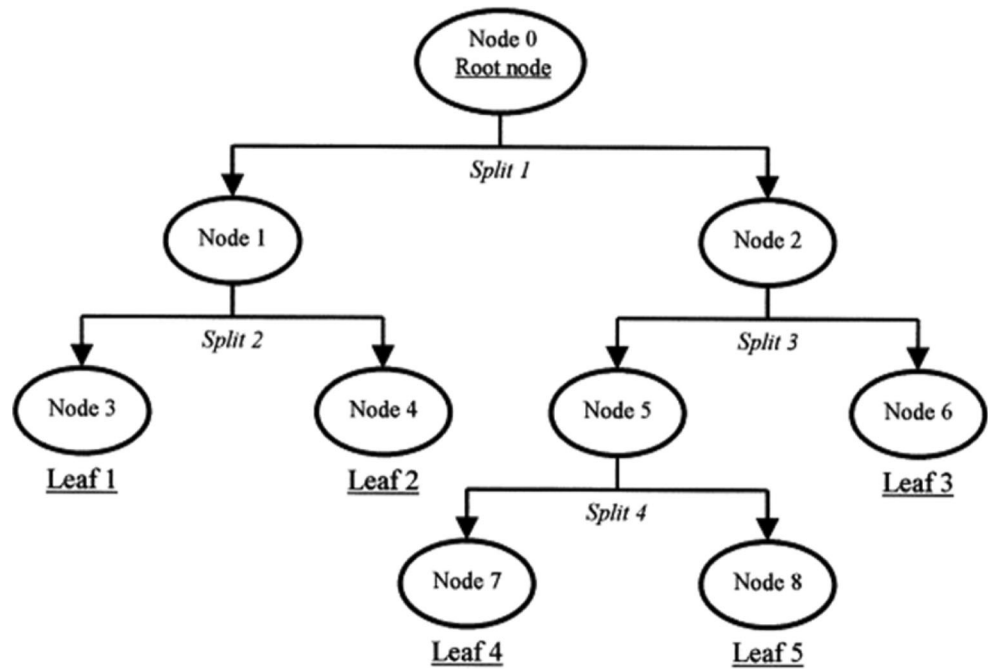 Node 0
Root node
Split 1
Node 1
Node 2
Split 2
Split 3
Node 3
Node 4
Node 5
Node 6
Leaf 1
Leaf 2
Leaf 3
Split 4
Node 7
Node 8
Leaf 4
Leaf 5